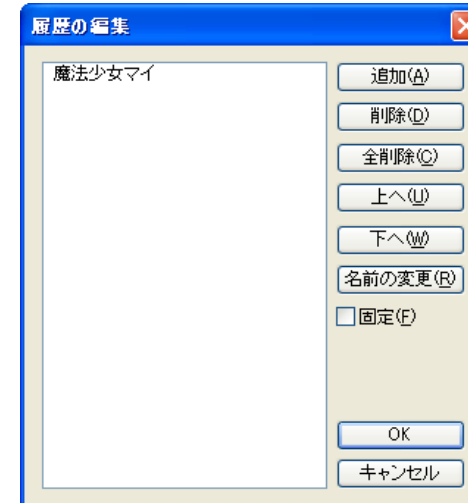 履歴の編集
魔法少女マイ
追加(A)
削除(D)
全削除(C)
上へ(U)
下へ(W)
名前の変更(R)
固定(F)
OK
キャンセル